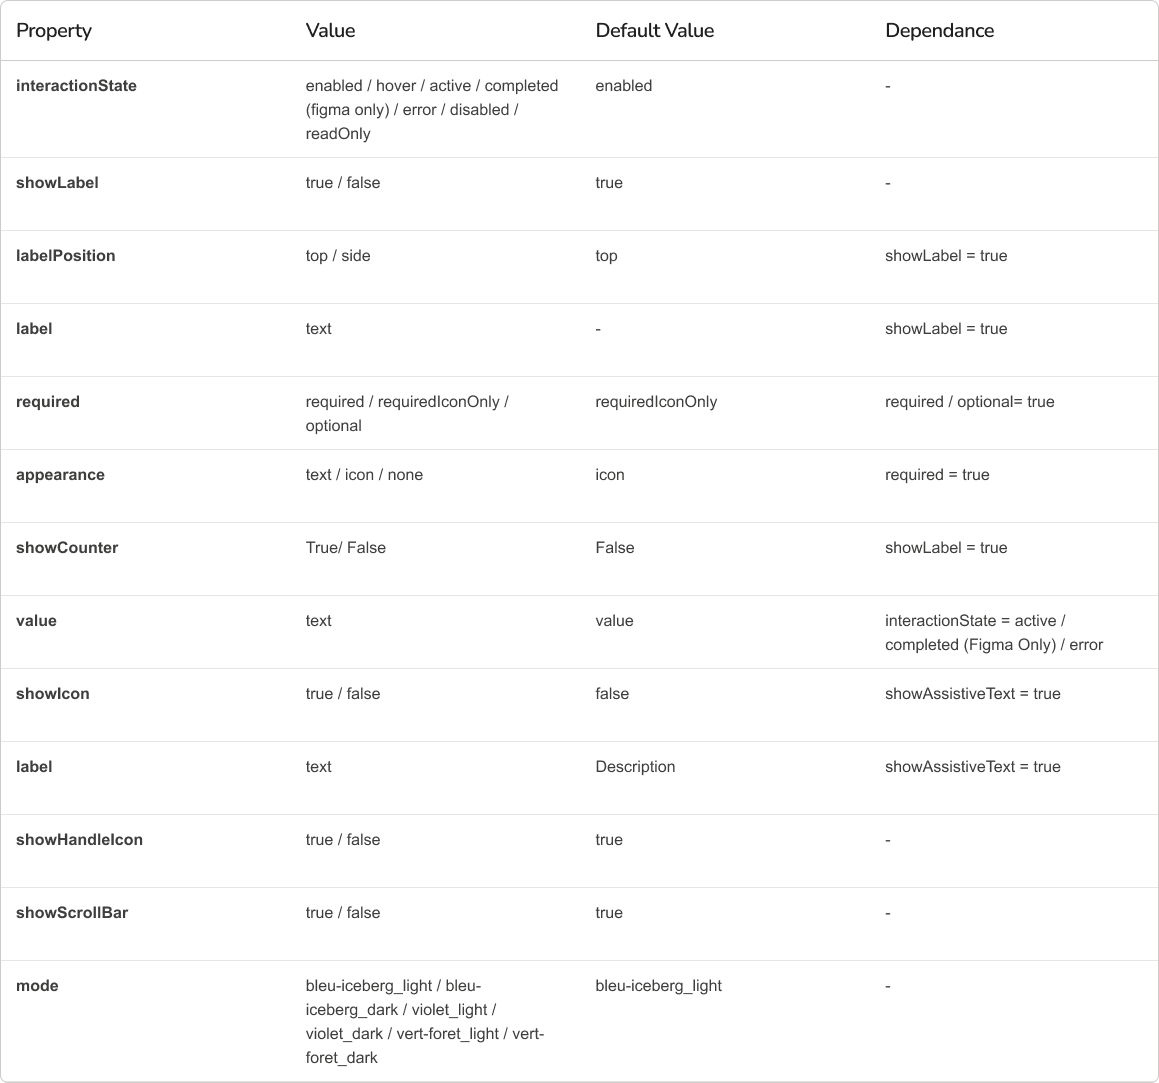 Property Value Default Value Dependance
interactionState enabled / hover / active / completed enabled -
(figma only) / error / disabled /
readOnly
showLabel true / false true -
labelPosition top / side top showLabel = true
label text - showLabel = true
required required / requiredIconOnly / requiredIconOnly required / optional= true
optional
appearance text / icon / none icon required = true
showCounter True/ False False showLabel = true
value text value interactionState = active /
completed (Figma Only) / error
showIcon true / false false showAssistiveText = true
label text Description showAssistiveText = true
showHandleIcon true / false true -
showScrollBar true / false true -
mode bleu-iceberg_light / bleu- bleu-iceberg_light -
iceberg_dark / violet_light /
violet_dark / vert-foret_light / vert-
foret_dark